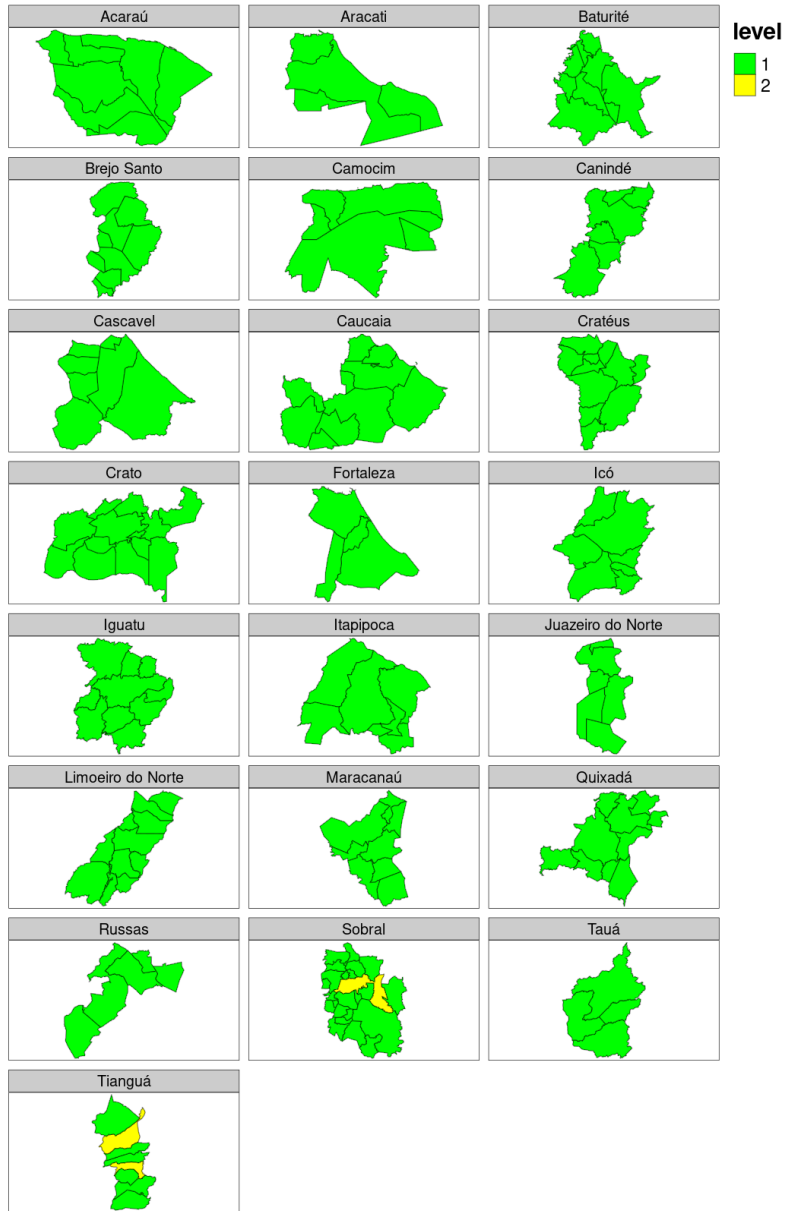 Acaraú
Aracati
Baturité
level
1
2
Brejo Santo
Camocim
Canindé
Cascavel
Caucaia
Cratéus
Crato
Fortaleza
Icó
Iguatu
Itapipoca
Juazeiro do Norte
Limoeiro do Norte
Maracanaú
Quixadá
Russas
Sobral
Tauá
Tianguá